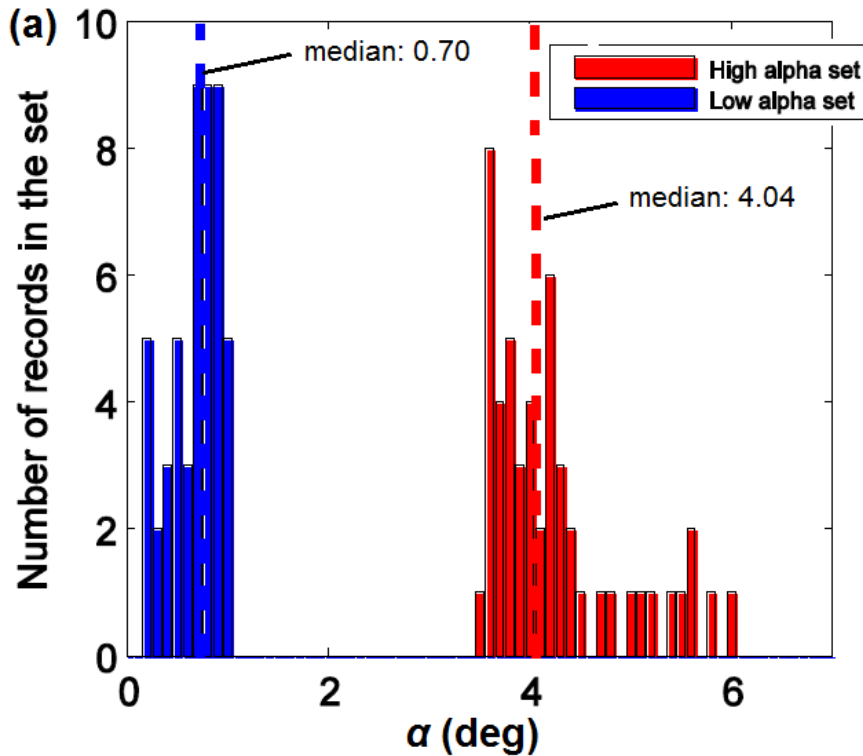 (a)
10
8
6
4
2
0
Number of records in the set
median: 0.70
High alpha set
Low alpha set
median: 4.04
0 2 4 6
α (deg)